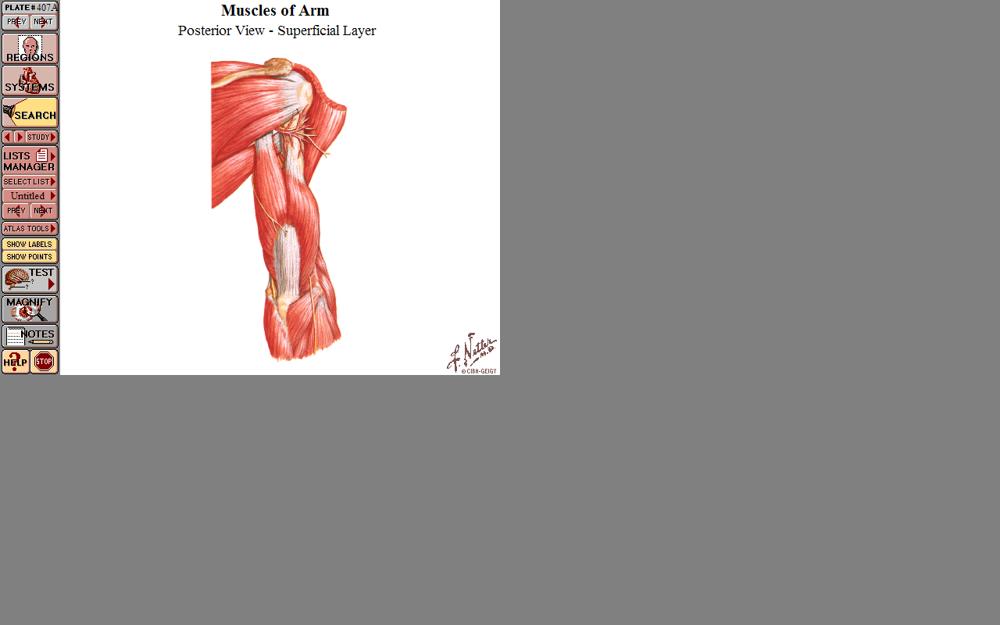 PLATE# 407A
PREV NEXT
REGIONS
SYSTEMS
SEARCH
STUDY
LISTS
MANAGER
SELECT LIST
Untitled
PREV NEXT
ATLAS TOOLS
SHOW LABELS
SHOW POINTS
TEST
MAGNIFY
NOTES
HELP STOP
Muscles of Arm
Posterior View - Superficial Layer
F. Netter
M.D.
© CIBA-GEIGY